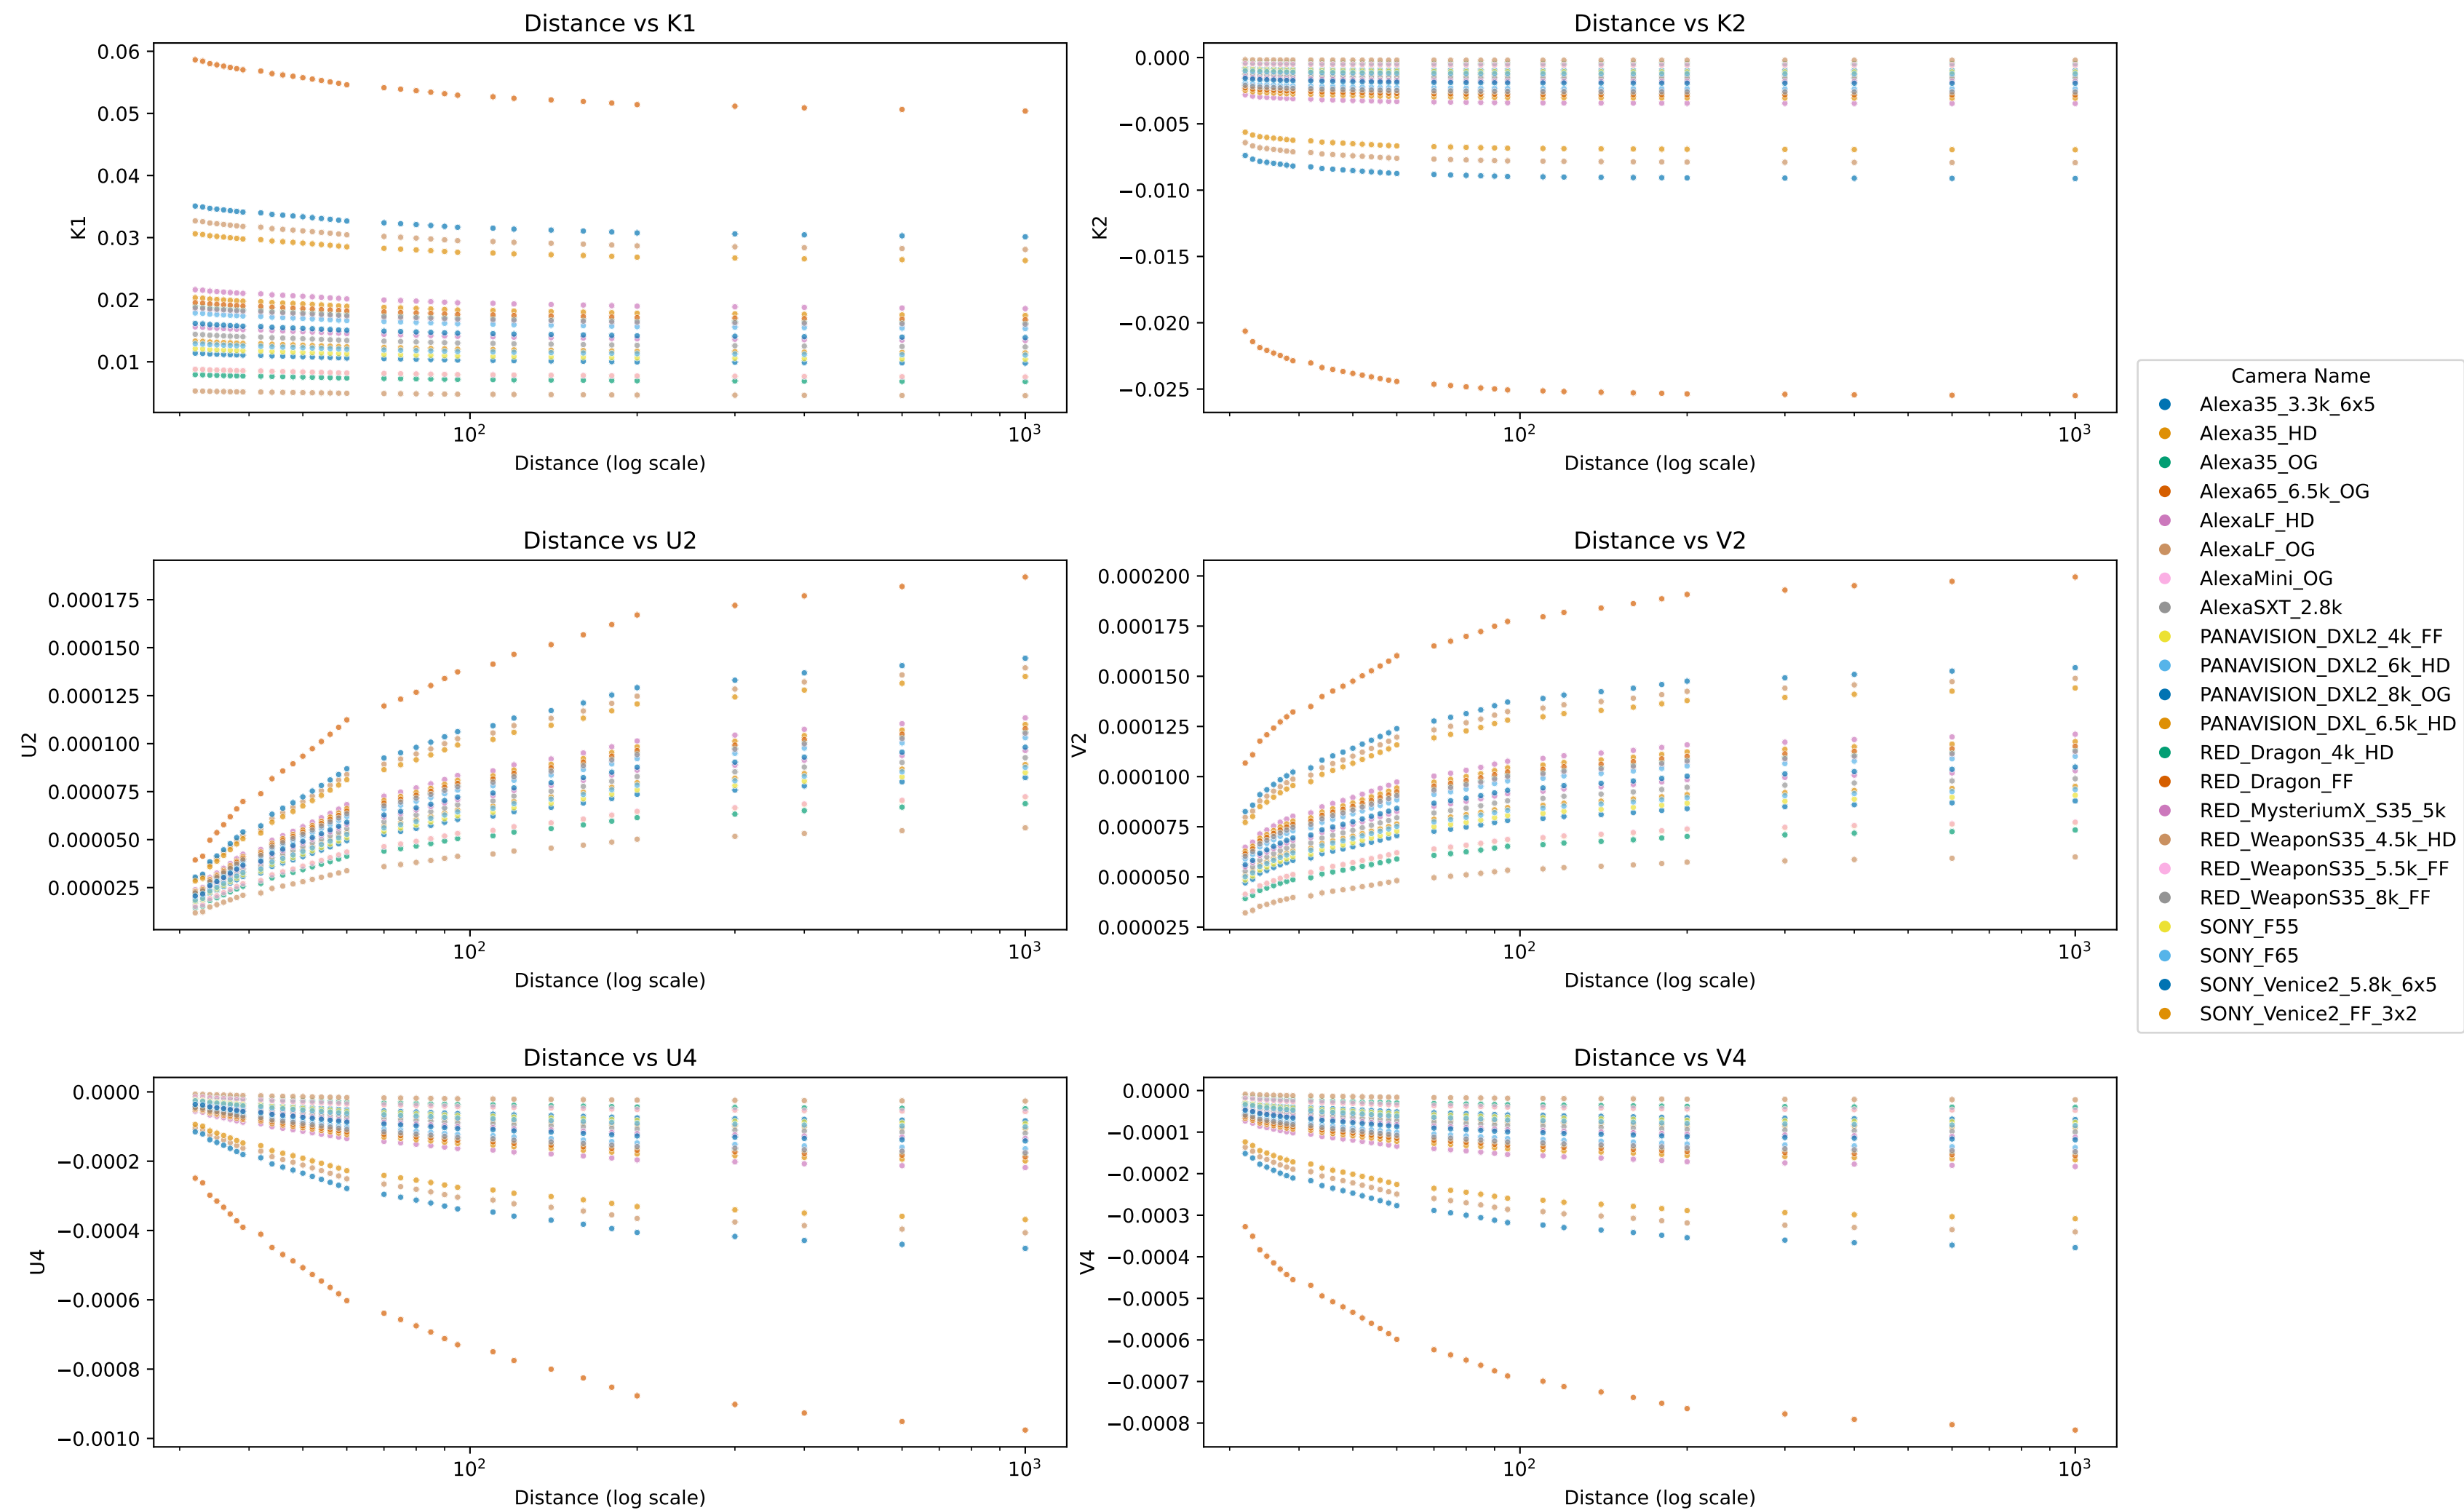 Distance vs K1
0.06
0.05
0.04
0.03
0.02
0.01
K1
10²
10³
Distance (log scale)
Distance vs K2
0.000
−0.005
−0.010
−0.015
−0.020
−0.025
K2
10²
10³
Distance (log scale)
Distance vs U2
0.000175
0.000150
0.000125
0.000100
0.000075
0.000050
0.000025
U2
10²
10³
Distance (log scale)
Distance vs V2
0.000200
0.000175
0.000150
0.000125
0.000100
0.000075
0.000050
0.000025
V2
10²
10³
Distance (log scale)
Distance vs U4
0.0000
−0.0002
−0.0004
−0.0006
−0.0008
−0.0010
U4
10²
10³
Distance (log scale)
Distance vs V4
0.0000
−0.0001
−0.0002
−0.0003
−0.0004
−0.0005
−0.0006
−0.0007
−0.0008
V4
10²
10³
Distance (log scale)
Camera Name
Alexa35_3.3k_6x5
Alexa35_HD
Alexa35_OG
Alexa65_6.5k_OG
AlexaLF_HD
AlexaLF_OG
AlexaMini_OG
AlexaSXT_2.8k
PANAVISION_DXL2_4k_FF
PANAVISION_DXL2_6k_HD
PANAVISION_DXL2_8k_OG
PANAVISION_DXL_6.5k_HD
RED_Dragon_4k_HD
RED_Dragon_FF
RED_MysteriumX_S35_5k
RED_WeaponS35_4.5k_HD
RED_WeaponS35_5.5k_FF
RED_WeaponS35_8k_FF
SONY_F55
SONY_F65
SONY_Venice2_5.8k_6x5
SONY_Venice2_FF_3x2